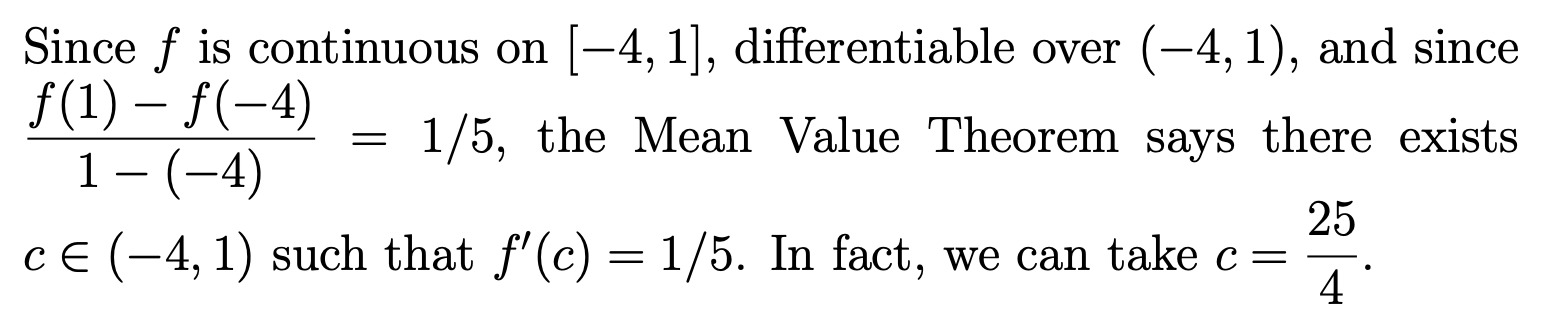 Since f is continuous on [−4, 1], differentiable over (−4, 1), and since
\frac{f(1) − f(−4)}{1 − (−4)} = 1/5, the Mean Value Theorem says there exists
c ∈ (−4, 1) such that f′(c) = 1/5. In fact, we can take c = \frac{25}{4}.